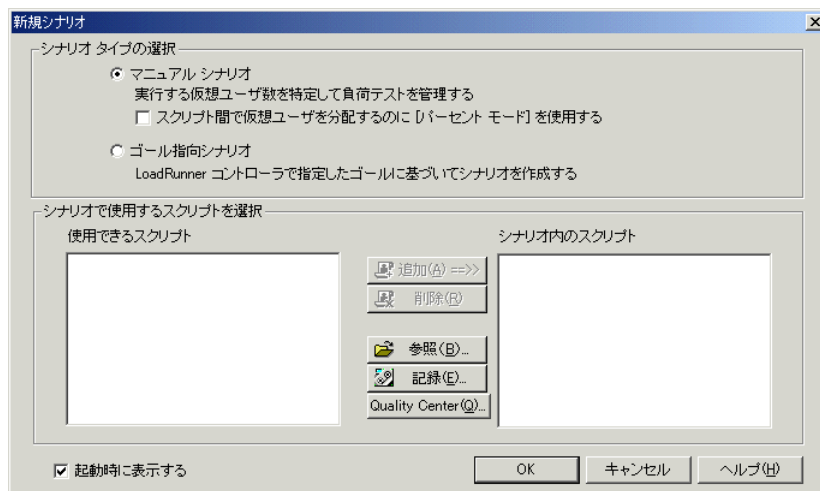 新規シナリオ
シナリオ タイプの選択
マニュアル シナリオ
実行する仮想ユーザ数を特定して負荷テストを管理する
スクリプト間で仮想ユーザを分配するのに [パーセント モード] を使用する
ゴール指向シナリオ
LoadRunner コントローラで指定したゴールに基づいてシナリオを作成する
シナリオで使用するスクリプトを選択
使用できるスクリプト
シナリオ内のスクリプト
追加(A) ==>>
削除(R)
参照(B)...
記録(E)...
Quality Center(Q)...
起動時に表示する
OK
キャンセル
ヘルプ(H)